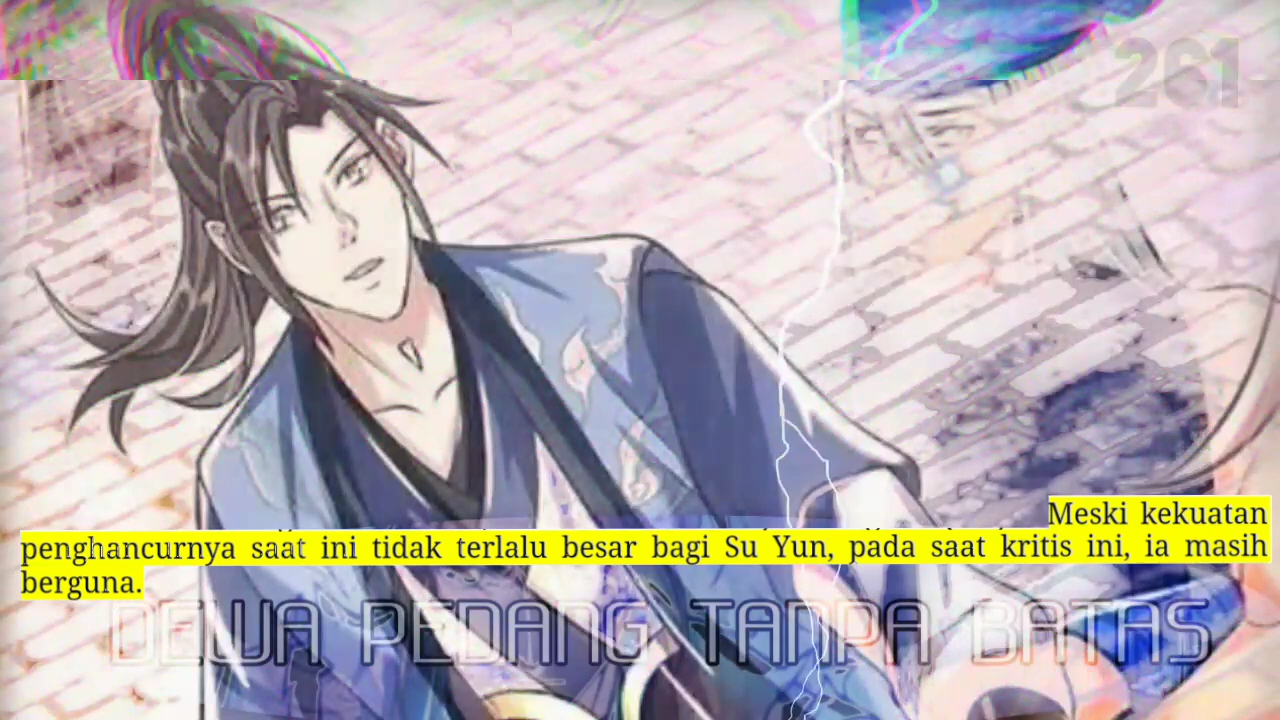 261
Meski kekuatan
penghancurnya saat ini tidak terlalu besar bagi Su Yun, pada saat kritis ini, ia masih
berguna.
DEWA PEDANG TANPA BATAS